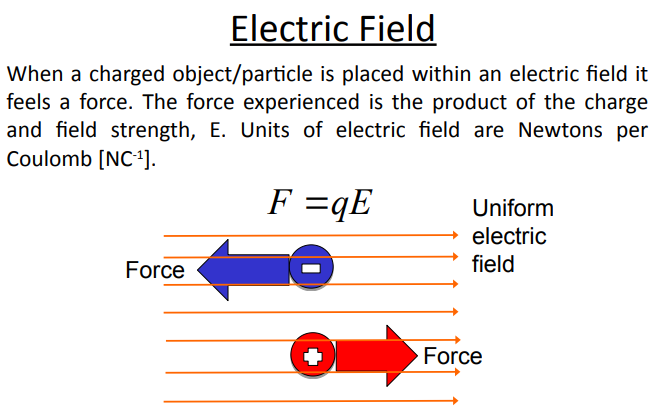 Electric Field
When a charged object/particle is placed within an electric field it
feels a force. The force experienced is the product of the charge
and field strength, E. Units of electric field are Newtons per
Coulomb [NC⁻¹].
F =qE
Uniform
electric
field
Force
Force